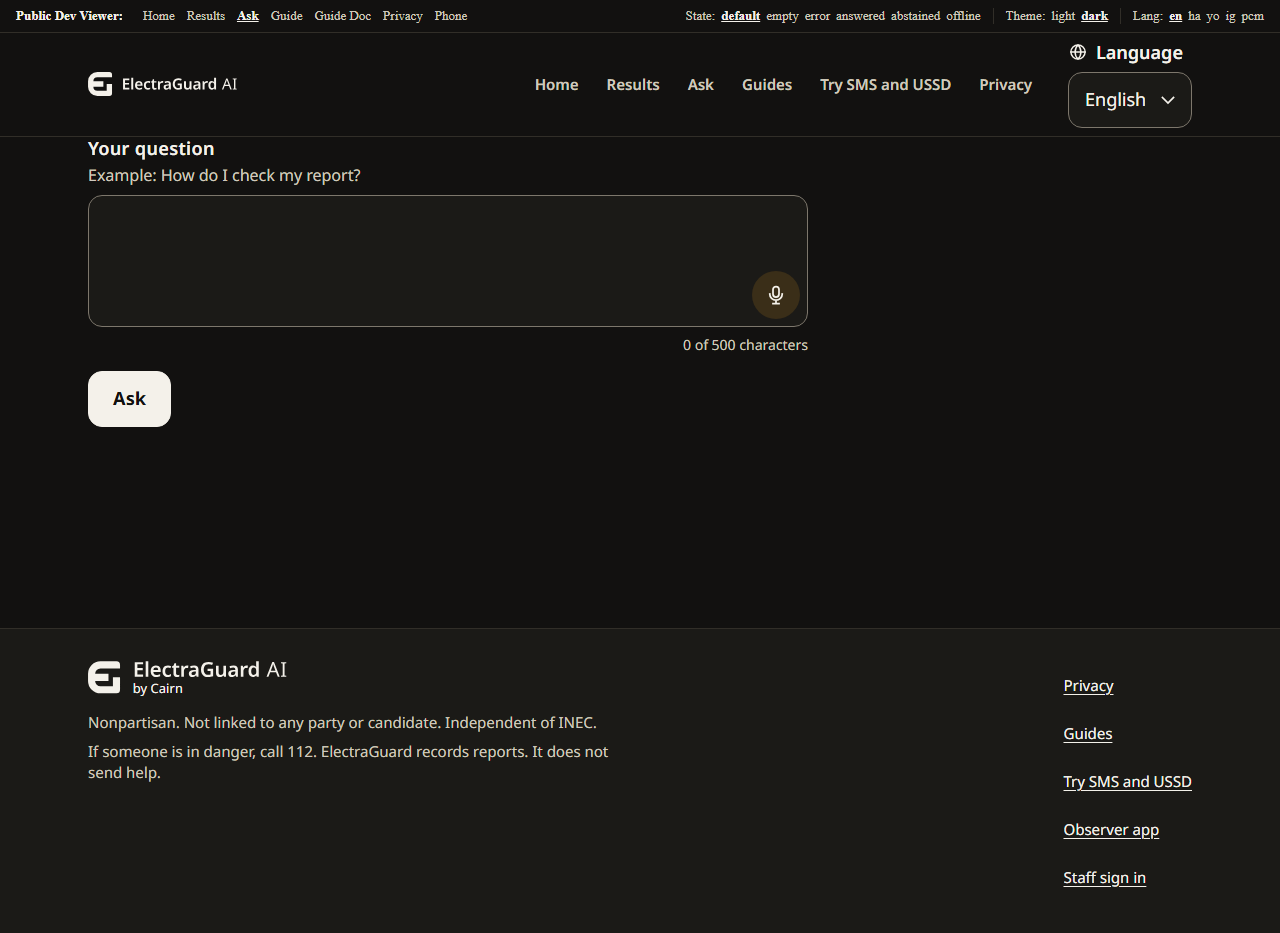 Public Dev Viewer: Home Results Ask Guide Guide Doc Privacy Phone State: default empty error answered abstained offline Theme: light dark Lang: en ha yo ig pcm
Language
ElectraGuard AI Home Results Ask Guides Try SMS and USSD Privacy
English
Your question
Example: How do I check my report?
0 of 500 characters
Ask
ElectraGuard AI
by Cairn
Nonpartisan. Not linked to any party or candidate. Independent of INEC.
If someone is in danger, call 112. ElectraGuard records reports. It does not
send help.
Privacy
Guides
Try SMS and USSD
Observer app
Staff sign in